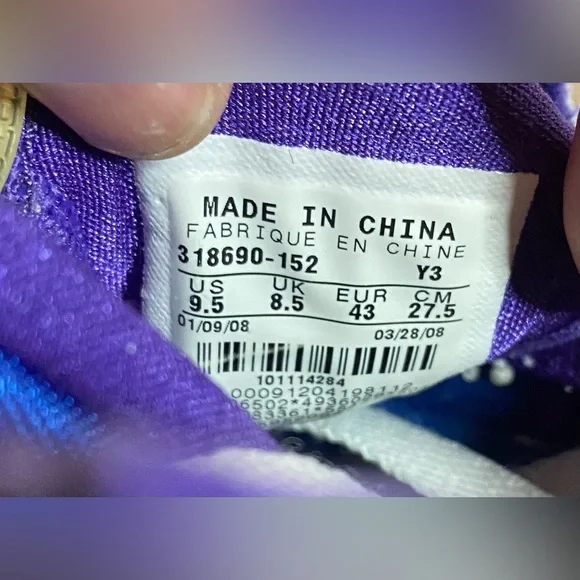 MADE IN CHINA
FABRIQUE EN CHINE
318690-152 Y3
US UK EUR CM
9.5 8.5 43 27.5
01/09/08 03/28/08
101114284
00091204198112